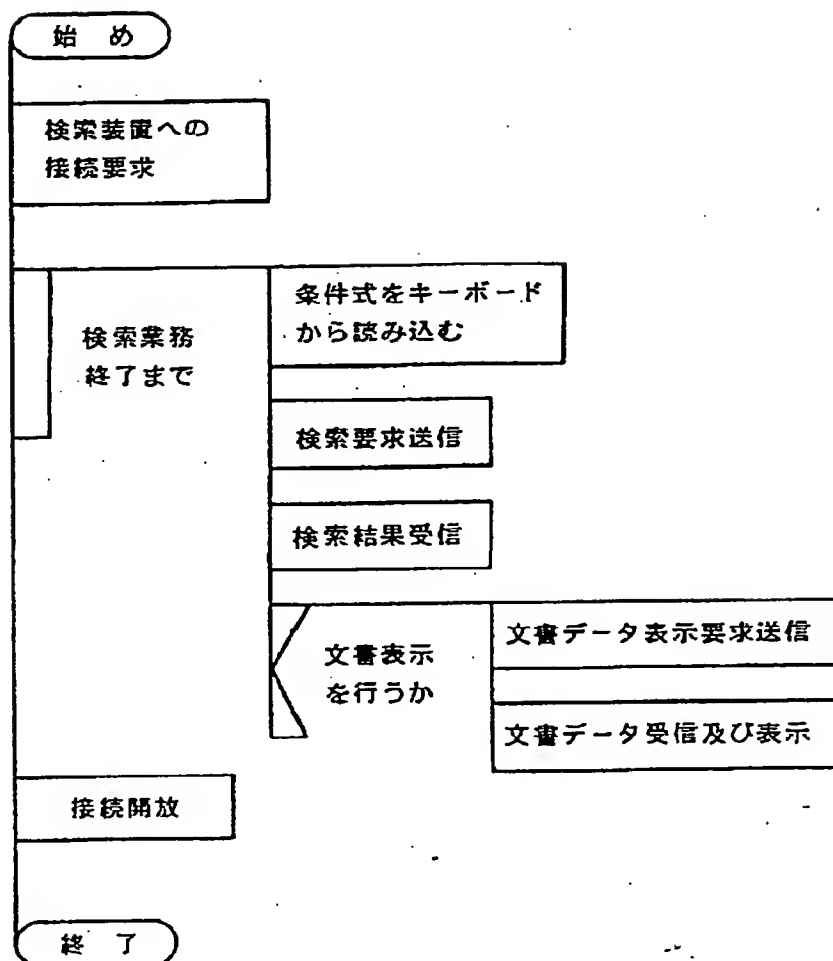 始め
検索装置への
接続要求
条件式をキーボード
から読み込む
検索業務
終了まで
検索要求送信
検索結果受信
文書表示
を行うか
文書データ表示要求送信
文書データ受信及び表示
接続開放
終了